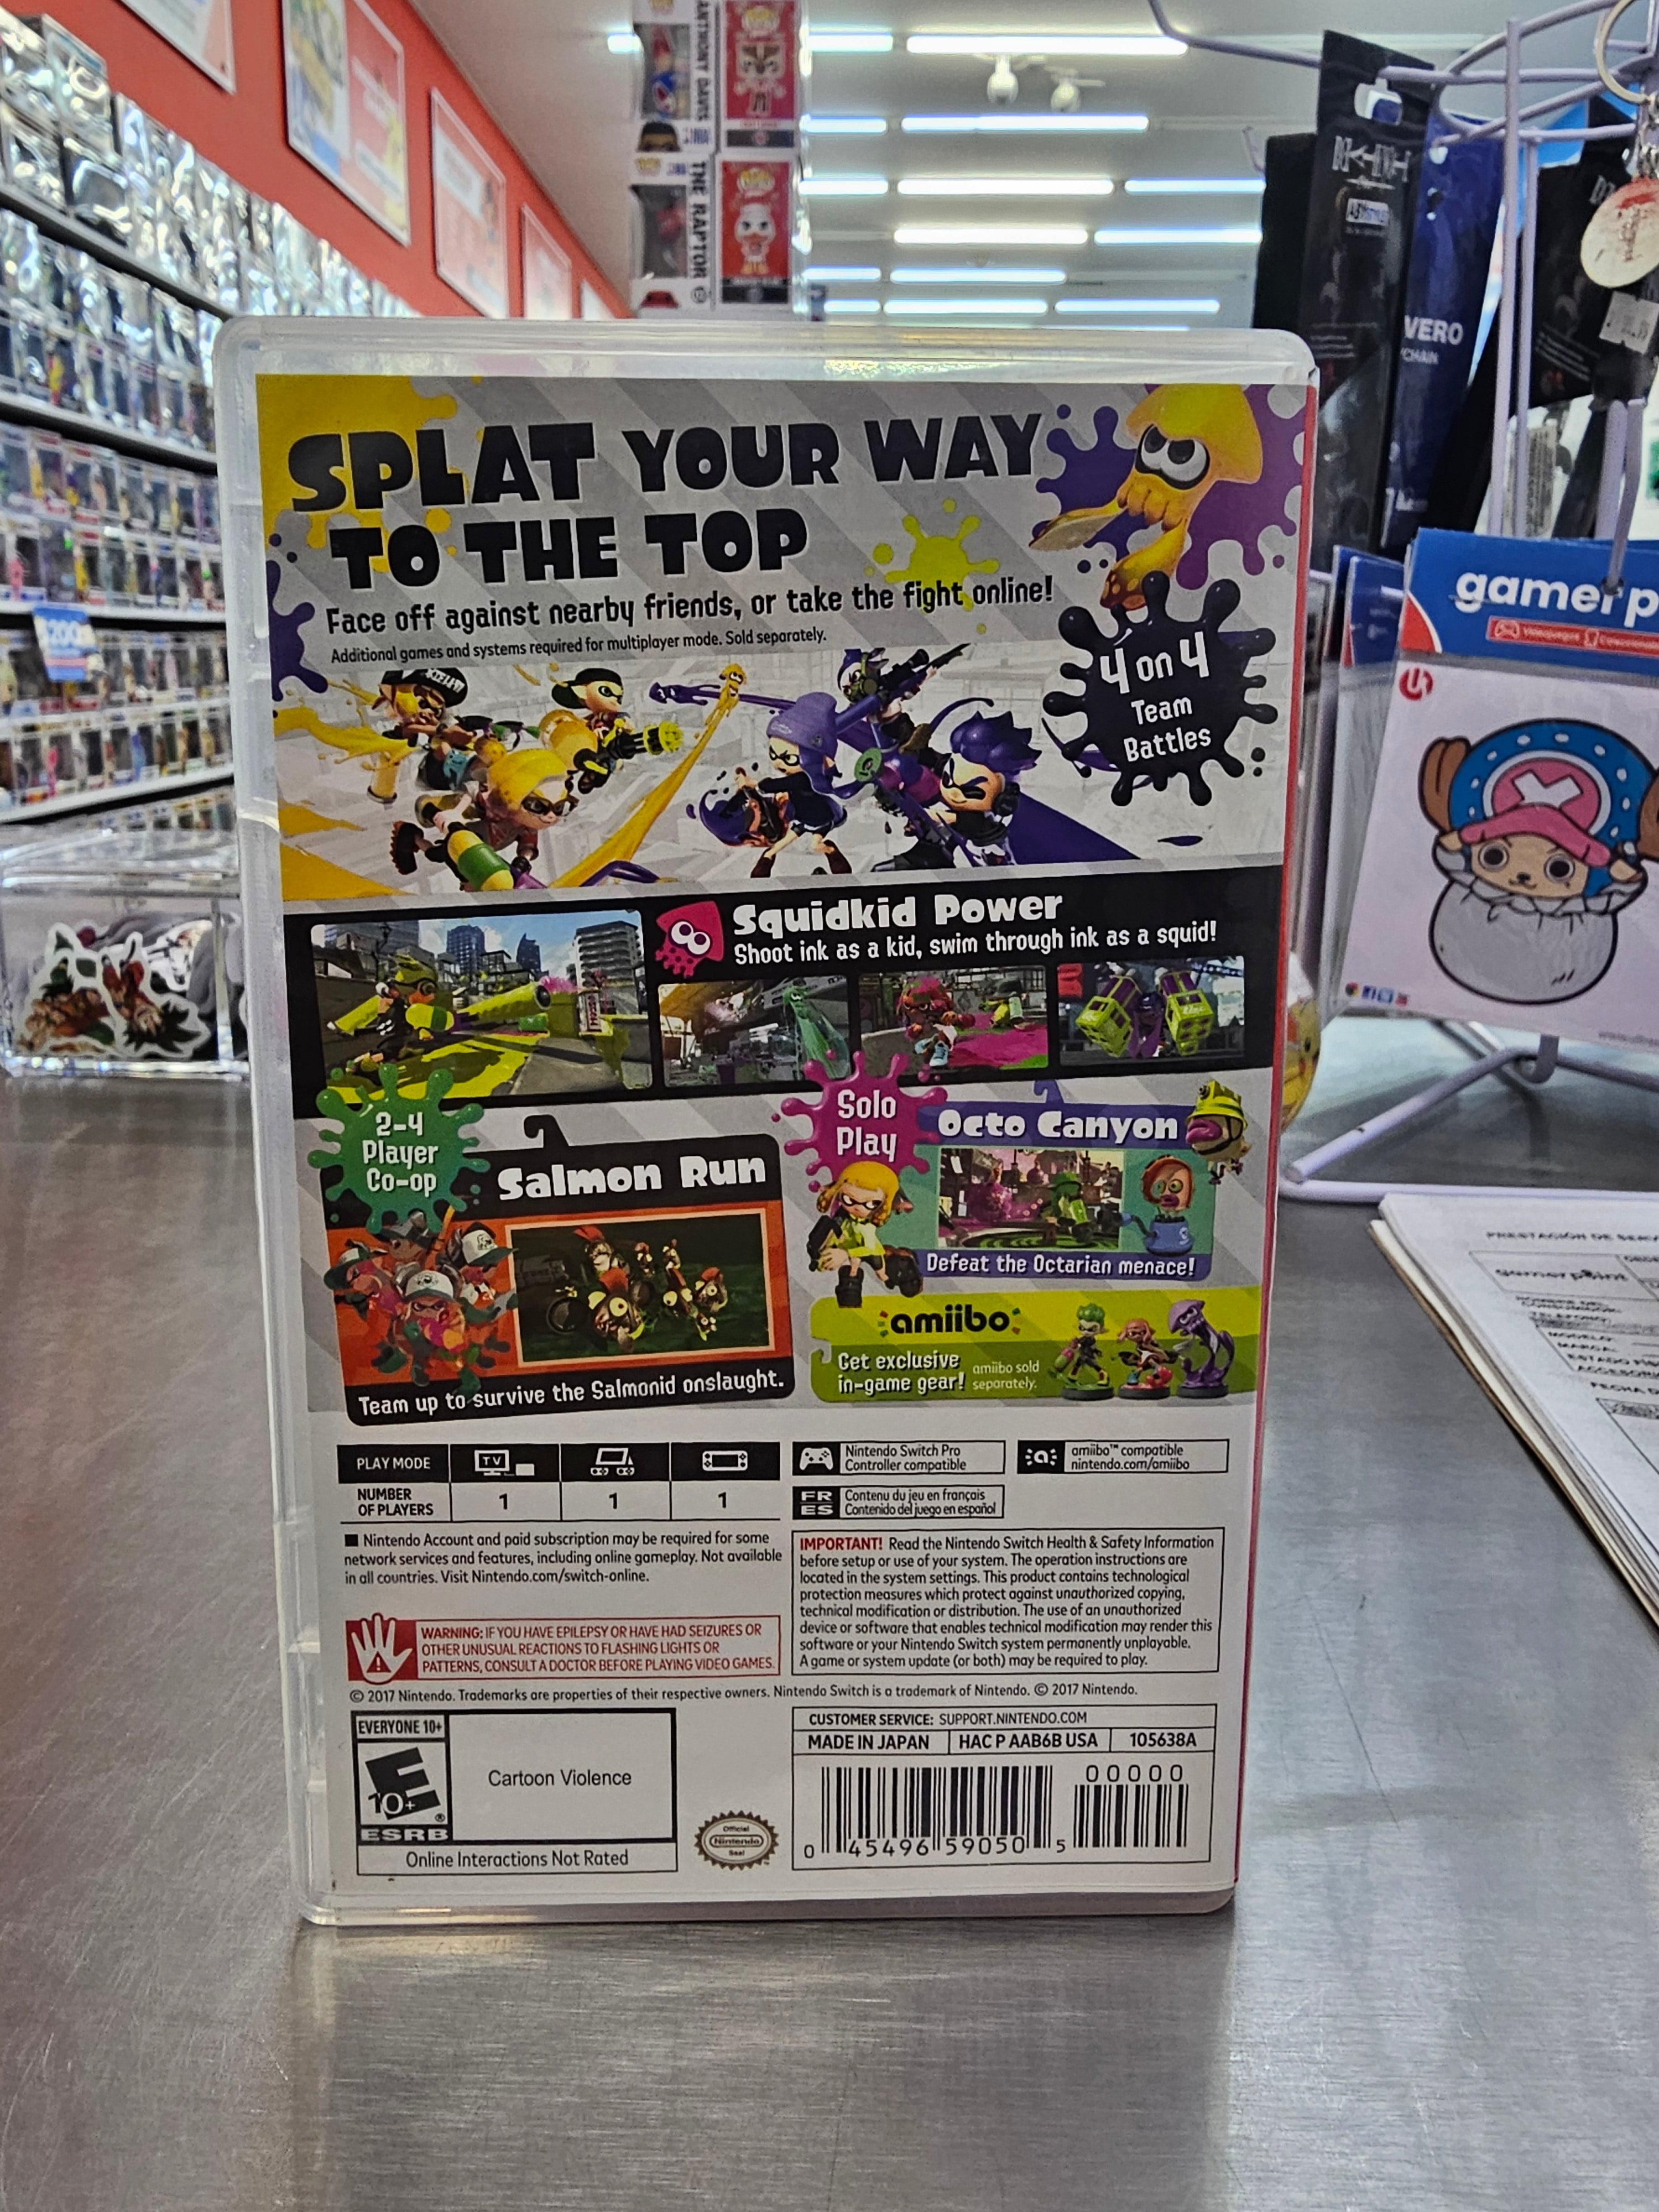 ANTHONY DAVIS
THE RAPTOR
VERO
CHAIN
gamer p
SPLAT YOUR WAY
TO THE TOP
Face off against nearby friends, or take the fight online!
Additional games and systems required for multiplayer mode. Sold separately.
4 on 4
Team
Battles
Squidkid Power
Shoot ink as a kid, swim through ink as a squid!
2-4
Player
Co-op
Salmon Run
Team up to survive the Salmonid onslaught.
Solo
Play
Octo Canyon
Defeat the Octarian menace!
amiibo
Get exclusive
in-game gear!
amiibo sold
separately.
PLAY MODE
TV
NUMBER
OF PLAYERS
1
1
1
Nintendo Switch Pro
Controller compatible
amiibo™ compatible
nintendo.com/amiibo
FR
ES
Contenu du jeu en français
Contenido del juego en español
■ Nintendo Account and paid subscription may be required for some
network services and features, including online gameplay. Not available
in all countries. Visit Nintendo.com/switch-online.
IMPORTANT! Read the Nintendo Switch Health & Safety Information
before setup or use of your system. The operation instructions are
located in the system settings. This product contains technological
protection measures which protect against unauthorized copying,
technical modification or distribution. The use of an unauthorized
device or software that enables technical modification may render this
software or your Nintendo Switch system permanently unplayable.
A game or system update (or both) may be required to play.
WARNING: IF YOU HAVE EPILEPSY OR HAVE HAD SEIZURES OR
OTHER UNUSUAL REACTIONS TO FLASHING LIGHTS OR
PATTERNS, CONSULT A DOCTOR BEFORE PLAYING VIDEO GAMES.
© 2017 Nintendo. Trademarks are properties of their respective owners. Nintendo Switch is a trademark of Nintendo. © 2017 Nintendo.
EVERYONE 10+
E
10+
®
ESRB
Cartoon Violence
Online Interactions Not Rated
Official
Nintendo
Seal
CUSTOMER SERVICE: SUPPORT.NINTENDO.COM
MADE IN JAPAN
HAC P AAB6B USA
105638A
00000
0 45496 59050 5
gamerpoint